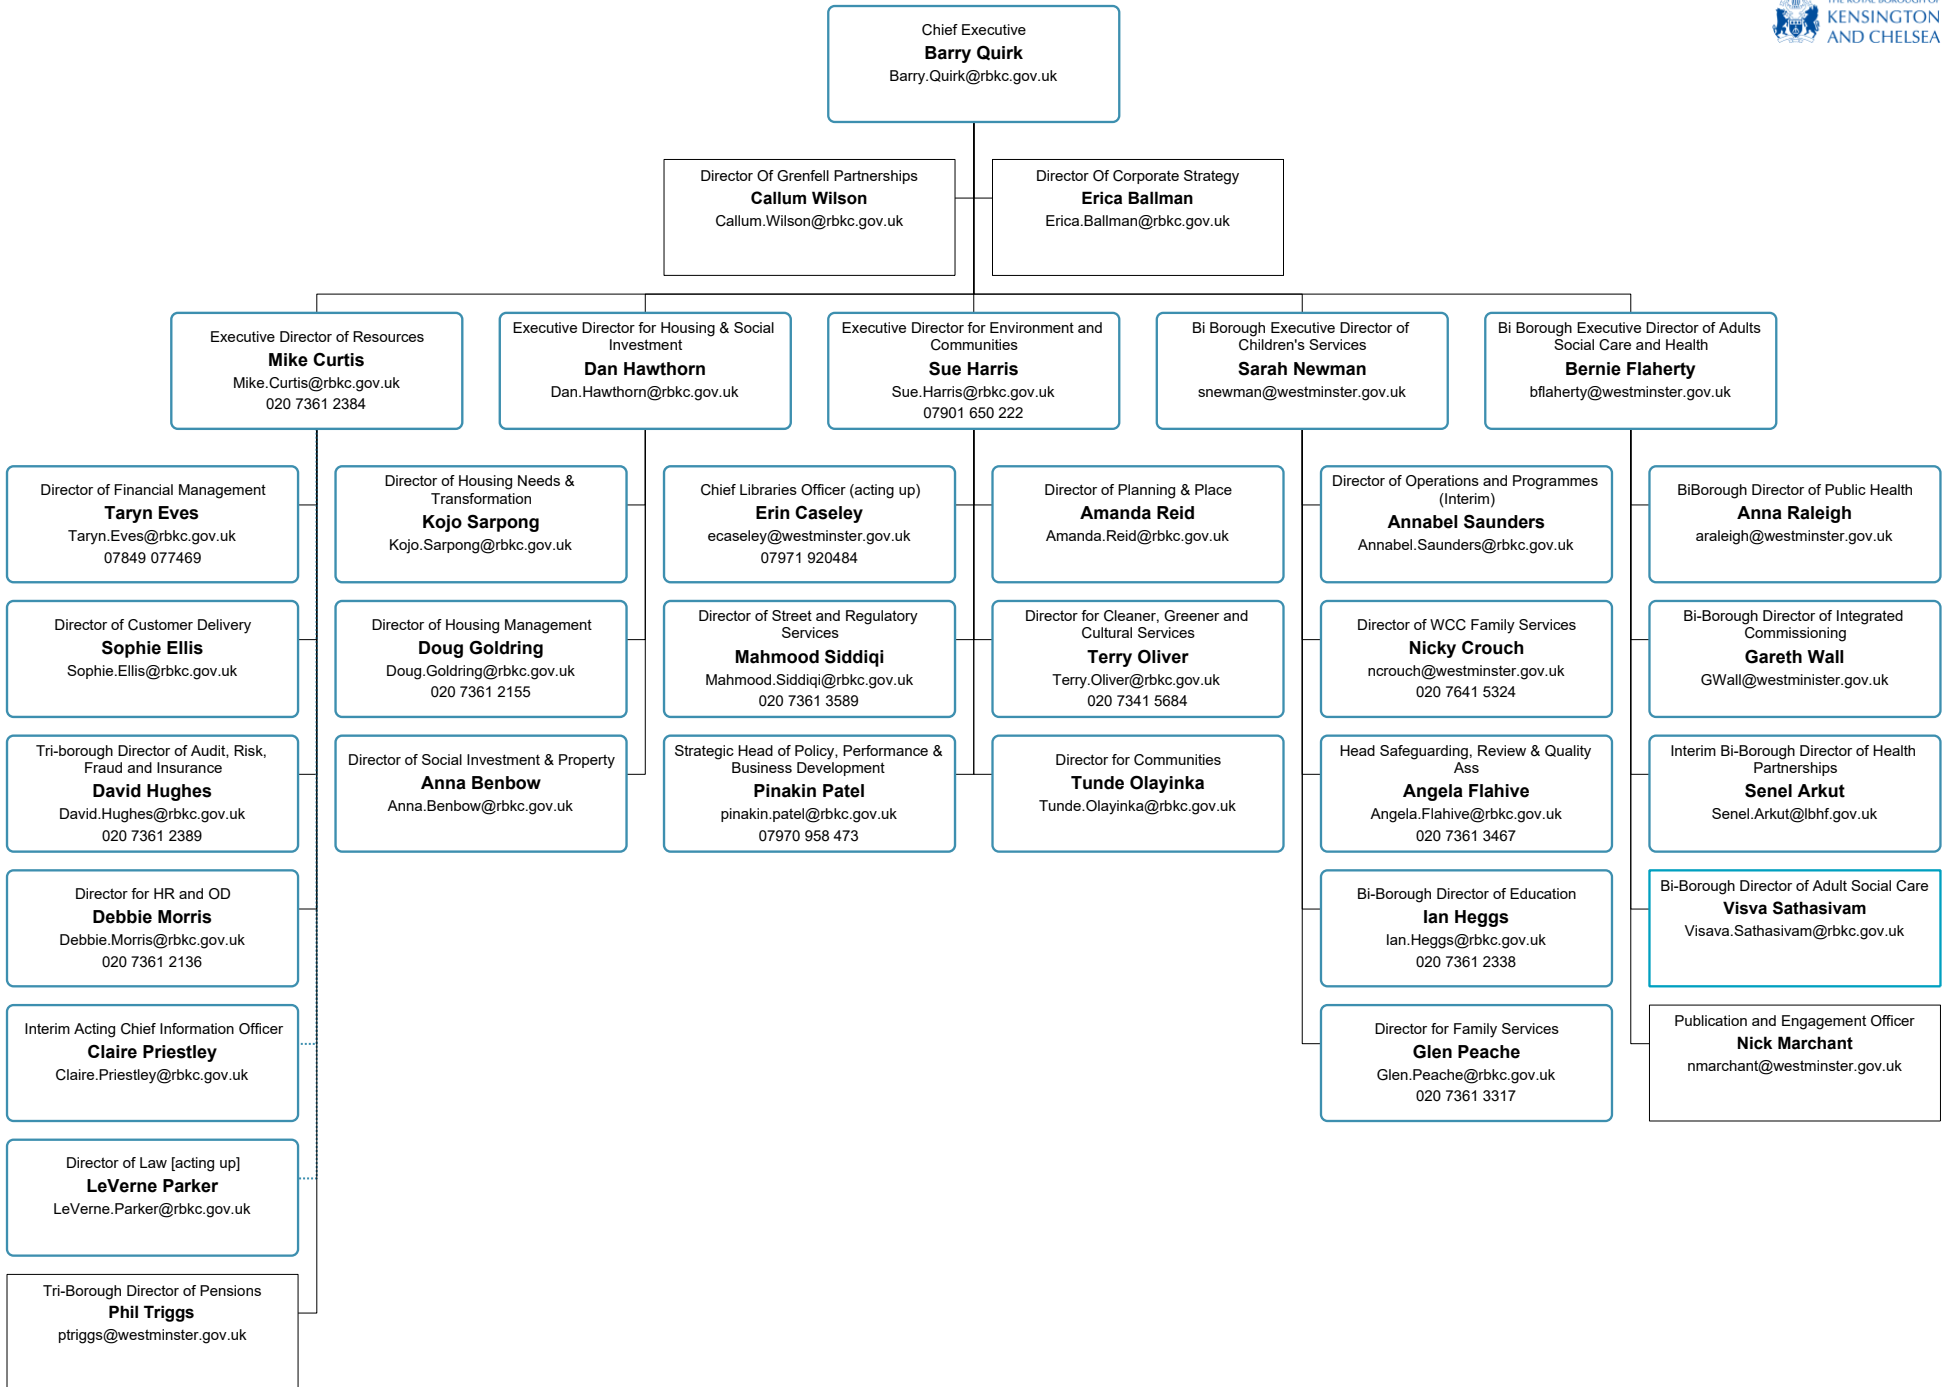 THE ROYAL BOROUGH OF
KENSINGTON
AND CHELSEA
Chief Executive
Barry Quirk
Barry.Quirk@rbkc.gov.uk
Director Of Grenfell Partnerships
Callum Wilson
Callum.Wilson@rbkc.gov.uk
Director Of Corporate Strategy
Erica Ballman
Erica.Ballman@rbkc.gov.uk
Executive Director of Resources
Mike Curtis
Mike.Curtis@rbkc.gov.uk
020 7361 2384
Executive Director for Housing & Social
Investment
Dan Hawthorn
Dan.Hawthorn@rbkc.gov.uk
Executive Director for Environment and
Communities
Sue Harris
Sue.Harris@rbkc.gov.uk
07901 650 222
Bi Borough Executive Director of
Children's Services
Sarah Newman
snewman@westminster.gov.uk
Bi Borough Executive Director of Adults
Social Care and Health
Bernie Flaherty
bflaherty@westminster.gov.uk
Director of Financial Management
Taryn Eves
Taryn.Eves@rbkc.gov.uk
07849 077469
Director of Housing Needs &
Transformation
Kojo Sarpong
Kojo.Sarpong@rbkc.gov.uk
Chief Libraries Officer (acting up)
Erin Caseley
ecaseley@westminster.gov.uk
07971 920484
Director of Planning & Place
Amanda Reid
Amanda.Reid@rbkc.gov.uk
Director of Operations and Programmes
(Interim)
Annabel Saunders
Annabel.Saunders@rbkc.gov.uk
BiBorough Director of Public Health
Anna Raleigh
araleigh@westminster.gov.uk
Director of Customer Delivery
Sophie Ellis
Sophie.Ellis@rbkc.gov.uk
Director of Housing Management
Doug Goldring
Doug.Goldring@rbkc.gov.uk
020 7361 2155
Director of Street and Regulatory
Services
Mahmood Siddiqi
Mahmood.Siddiqi@rbkc.gov.uk
020 7361 3589
Director for Cleaner, Greener and
Cultural Services
Terry Oliver
Terry.Oliver@rbkc.gov.uk
020 7341 5684
Director of WCC Family Services
Nicky Crouch
ncrouch@westminster.gov.uk
020 7641 5324
Bi-Borough Director of Integrated
Commissioning
Gareth Wall
GWall@westminister.gov.uk
Tri-borough Director of Audit, Risk,
Fraud and Insurance
David Hughes
David.Hughes@rbkc.gov.uk
020 7361 2389
Director of Social Investment & Property
Anna Benbow
Anna.Benbow@rbkc.gov.uk
Strategic Head of Policy, Performance &
Business Development
Pinakin Patel
pinakin.patel@rbkc.gov.uk
07970 958 473
Director for Communities
Tunde Olayinka
Tunde.Olayinka@rbkc.gov.uk
Head Safeguarding, Review & Quality
Ass
Angela Flahive
Angela.Flahive@rbkc.gov.uk
020 7361 3467
Interim Bi-Borough Director of Health
Partnerships
Senel Arkut
Senel.Arkut@lbhf.gov.uk
Director for HR and OD
Debbie Morris
Debbie.Morris@rbkc.gov.uk
020 7361 2136
Bi-Borough Director of Education
Ian Heggs
Ian.Heggs@rbkc.gov.uk
020 7361 2338
Bi-Borough Director of Adult Social Care
Visva Sathasivam
Visava.Sathasivam@rbkc.gov.uk
Interim Acting Chief Information Officer
Claire Priestley
Claire.Priestley@rbkc.gov.uk
Director for Family Services
Glen Peache
Glen.Peache@rbkc.gov.uk
020 7361 3317
Publication and Engagement Officer
Nick Marchant
nmarchant@westminster.gov.uk
Director of Law [acting up]
LeVerne Parker
LeVerne.Parker@rbkc.gov.uk
Tri-Borough Director of Pensions
Phil Triggs
ptriggs@westminster.gov.uk